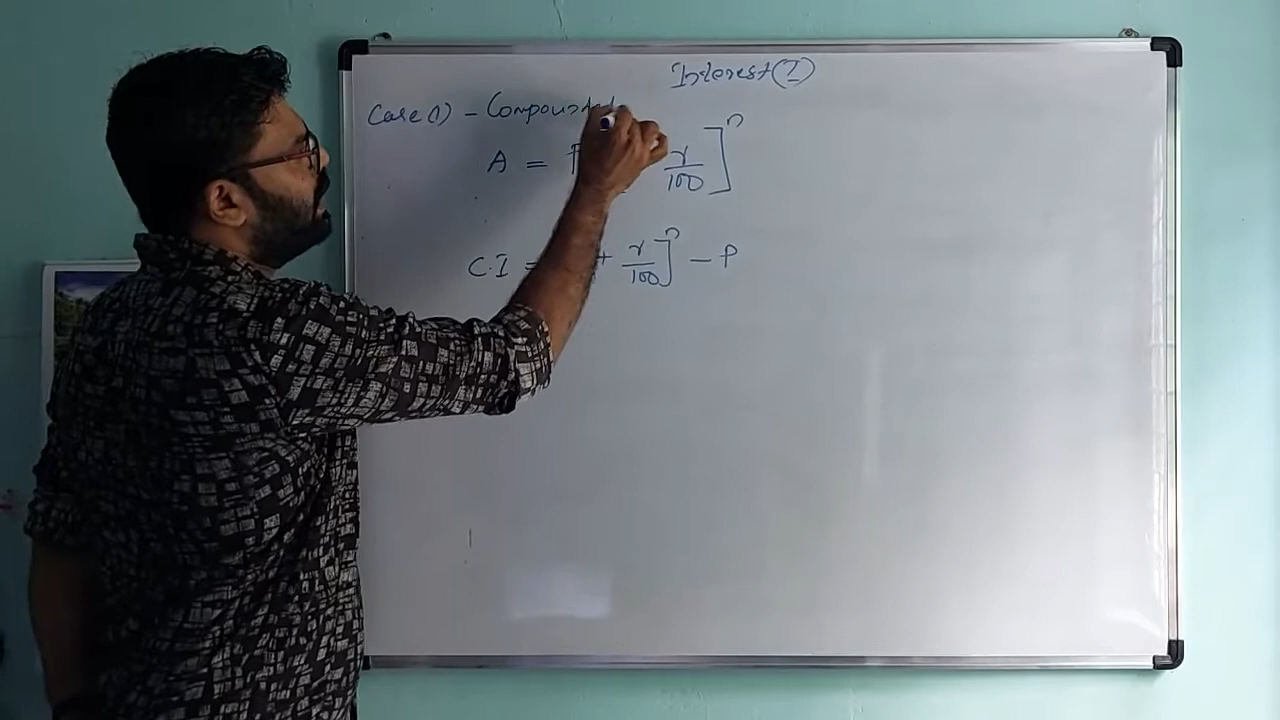 Interest (I)
Case (1) - Compounded
A = P r/100 ]^n
C.I = + r/100 ]^n - P